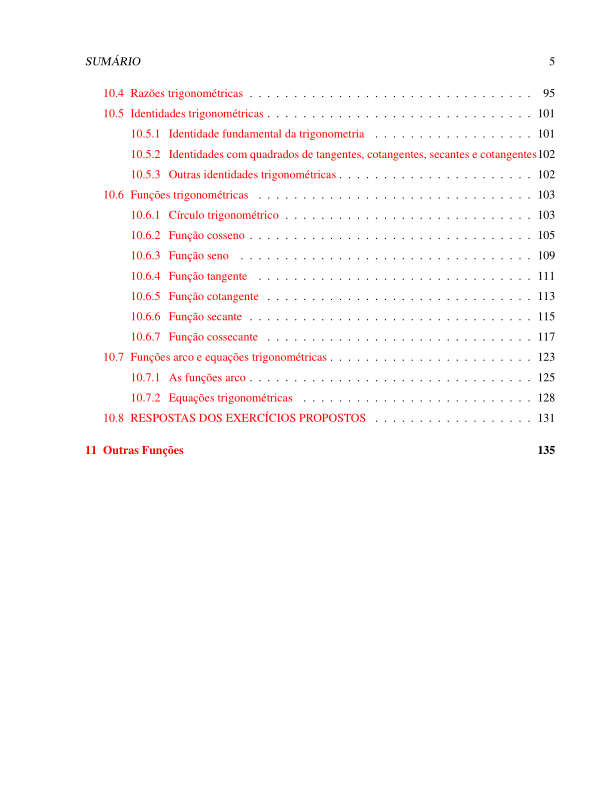 SUMÁRIO 5
10.4 Razões trigonométricas . . . . . . . . . . . . . . . . . . . . . . . . . . . . . . . . 95
10.5 Identidades trigonométricas . . . . . . . . . . . . . . . . . . . . . . . . . . . . . . 101
10.5.1 Identidade fundamental da trigonometria . . . . . . . . . . . . . . . . . . 101
10.5.2 Identidades com quadrados de tangentes, cotangentes, secantes e cotangentes 102
10.5.3 Outras identidades trigonométricas . . . . . . . . . . . . . . . . . . . . . . 102
10.6 Funções trigonométricas . . . . . . . . . . . . . . . . . . . . . . . . . . . . . . . 103
10.6.1 Círculo trigonométrico . . . . . . . . . . . . . . . . . . . . . . . . . . . . 103
10.6.2 Função cosseno . . . . . . . . . . . . . . . . . . . . . . . . . . . . . . . . 105
10.6.3 Função seno . . . . . . . . . . . . . . . . . . . . . . . . . . . . . . . . . 109
10.6.4 Função tangente . . . . . . . . . . . . . . . . . . . . . . . . . . . . . . . 111
10.6.5 Função cotangente . . . . . . . . . . . . . . . . . . . . . . . . . . . . . . 113
10.6.6 Função secante . . . . . . . . . . . . . . . . . . . . . . . . . . . . . . . . 115
10.6.7 Função cossecante . . . . . . . . . . . . . . . . . . . . . . . . . . . . . . 117
10.7 Funções arco e equações trigonométricas . . . . . . . . . . . . . . . . . . . . . . . 123
10.7.1 As funções arco . . . . . . . . . . . . . . . . . . . . . . . . . . . . . . . . 125
10.7.2 Equações trigonométricas . . . . . . . . . . . . . . . . . . . . . . . . . . 128
10.8 RESPOSTAS DOS EXERCÍCIOS PROPOSTOS . . . . . . . . . . . . . . . . . . 131
11 Outras Funções 135